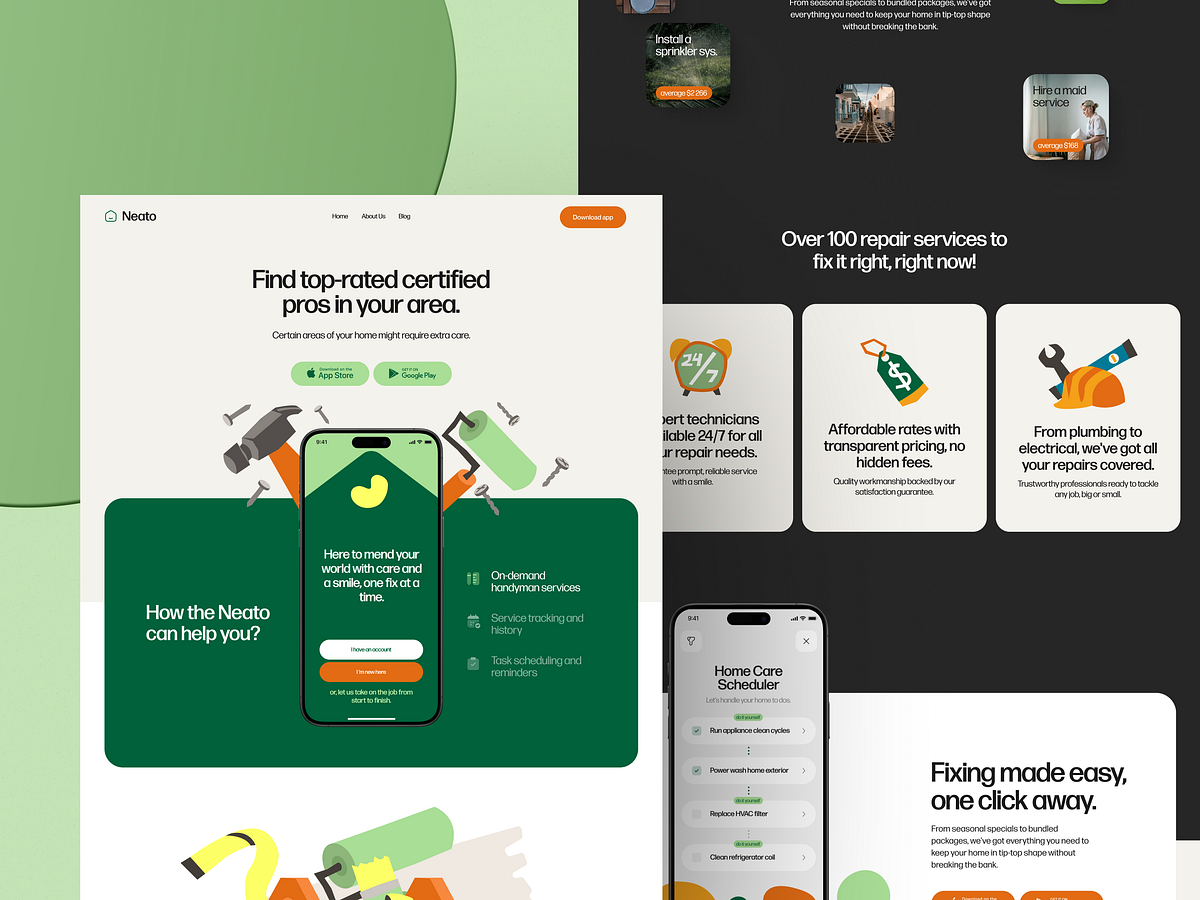 From seasonal specials to bundled packages, we've got
everything you need to keep your home in tip-top shape
without breaking the bank.
Install a
sprinkler sys.
average $2 266
Hire a maid
service
average $168
Over 100 repair services to
fix it right, right now!
24/7
pert technicians
ilable 24/7 for all
ur repair needs.
ntee prompt, reliable service
with a smile.
$
Affordable rates with
transparent pricing, no
hidden fees.
Quality workmanship backed by our
satisfaction guarantee.
From plumbing to
electrical, we've got all
your repairs covered.
Trustworthy professionals ready to tackle
any job, big or small.
Neato
Home
About Us
Blog
Download app
Find top-rated certified
pros in your area.
Certain areas of your home might require extra care.
Download on the
App Store
GET IT ON
Google Play
9:41
Here to mend your
world with care and
a smile, one fix at a
time.
I have an account
I'm new here
or, let us take on the job from
start to finish.
How the Neato
can help you?
On-demand
handyman services
Service tracking and
history
Task scheduling and
reminders
9:41
Home Care
Scheduler
Let's handle your home to dos.
do it yourself
Run appliance clean cycles
Power wash home exterior
do it yourself
Replace HVAC filter
do it yourself
Clean refrigerator coil
Fixing made easy,
one click away.
From seasonal specials to bundled
packages, we've got everything you need to
keep your home in tip-top shape without
breaking the bank.
Download on the
GET IT ON